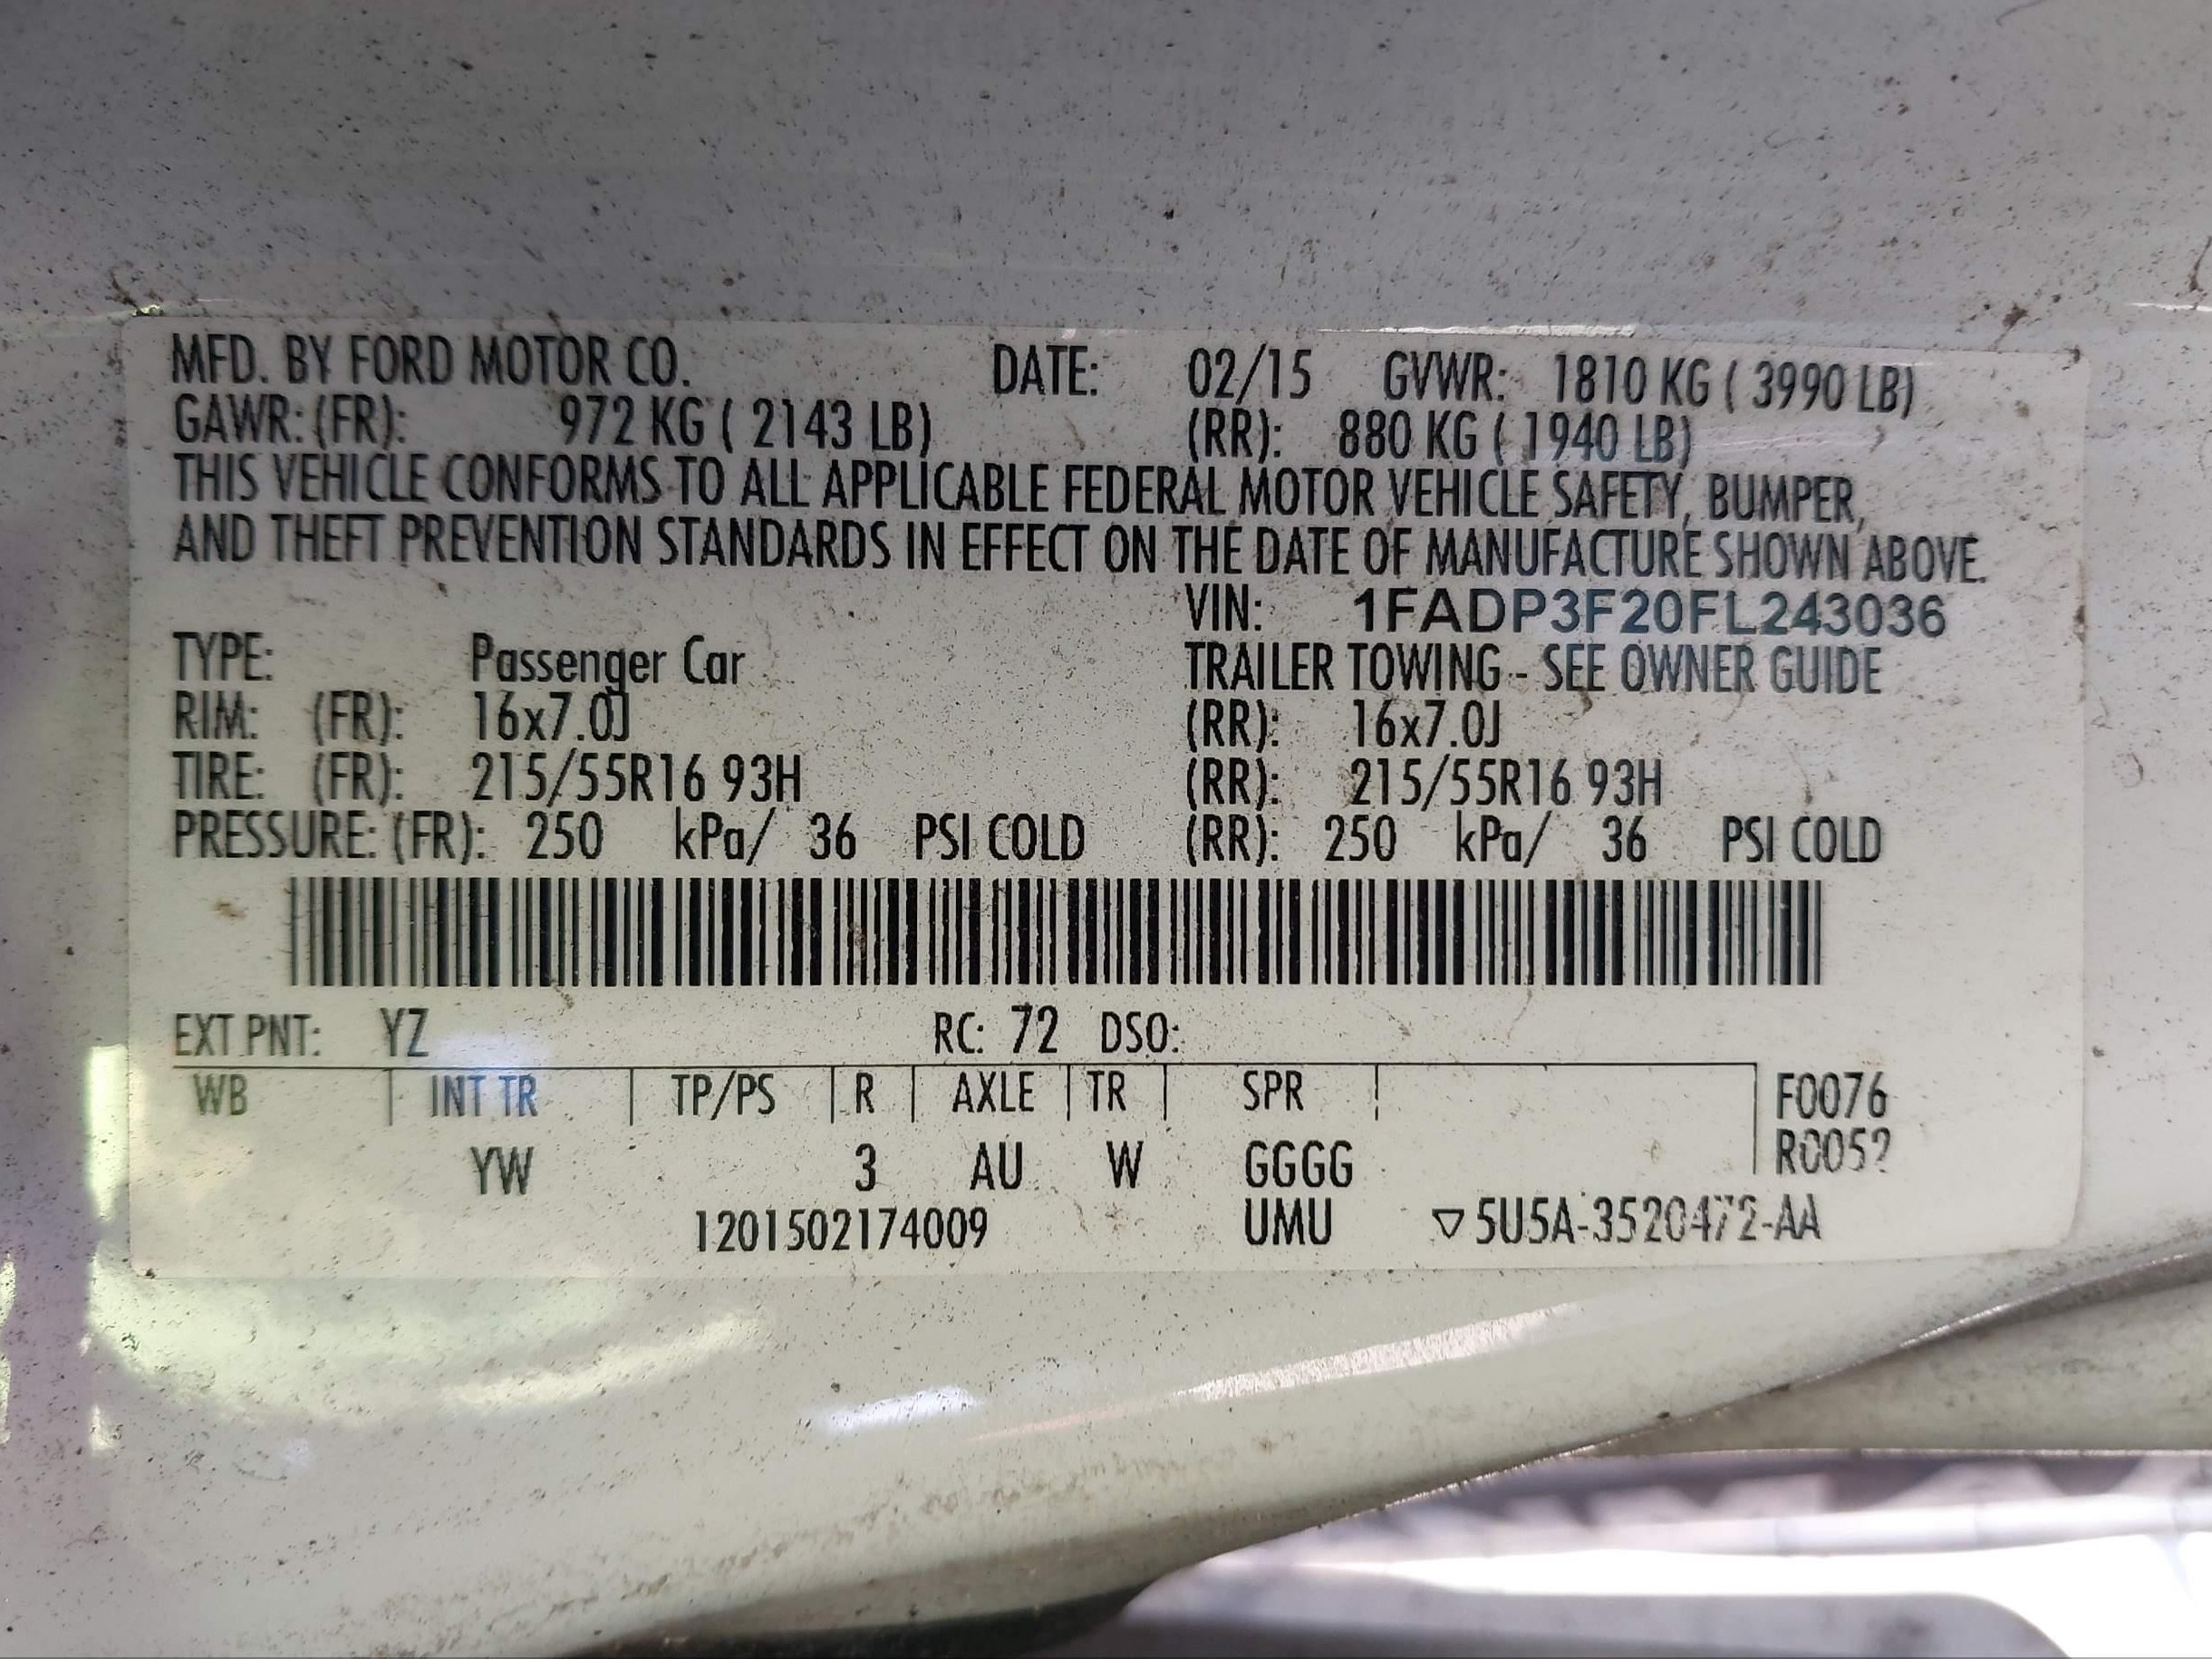 MFD. BY FORD MOTOR CO. DATE: 02/15 GVWR: 1810 KG ( 3990 LB)
GAWR: (FR): 972 KG ( 2143 LB) (RR): 880 KG ( 1940 LB)
THIS VEHICLE CONFORMS TO ALL APPLICABLE FEDERAL MOTOR VEHICLE SAFETY, BUMPER,
AND THEFT PREVENTION STANDARDS IN EFFECT ON THE DATE OF MANUFACTURE SHOWN ABOVE.
VIN: 1FADP3F20FL243036
TYPE: Passenger Car TRAILER TOWING - SEE OWNER GUIDE
RIM: (FR): 16x7.0J (RR): 16x7.0J
TIRE: (FR): 215/55R16 93H (RR): 215/55R16 93H
PRESSURE: (FR): 250 kPa/ 36 PSI COLD (RR): 250 kPa/ 36 PSI COLD
EXT PNT: YZ RC: 72 DSO:
WB INT TR TP/PS R AXLE TR SPR F0076
YW 3 AU W GGGG
1201502174009 UMU ▽5U5A-3520472-AA